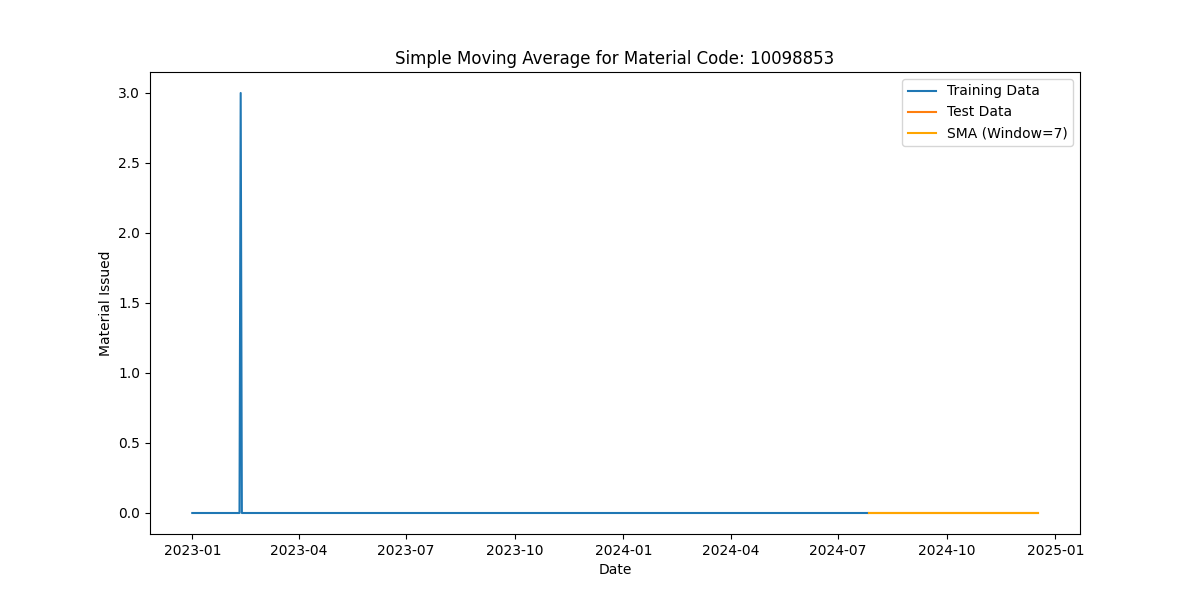 Simple Moving Average for Material Code: 10098853
Training Data
Test Data
SMA (Window=7)
3.0
2.5
2.0
1.5
1.0
0.5
0.0
Material Issued
2023-01 2023-04 2023-07 2023-10 2024-01 2024-04 2024-07 2024-10 2025-01
Date